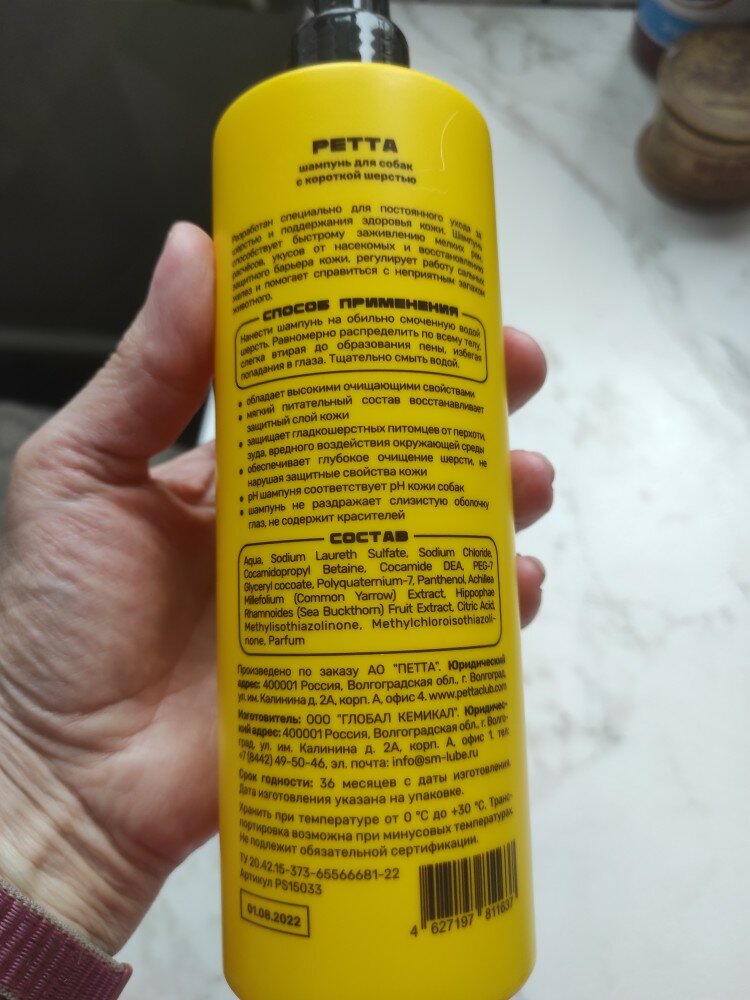 PETTA
шампунь для собак
с короткой шерстью
Разработан специально для постоянного ухода за
шерстью и поддержания здоровья кожи. Шампунь
способствует быстрому заживлению мелких ран,
расчёсов, укусов от насекомых и восстановлению
защитного барьера кожи, регулирует работу сальных
желез и помогает справиться с неприятным запахом
животного.
СПОСОБ ПРИМЕНЕНИЯ
Нанести шампунь на обильно смоченную водой
шерсть. Равномерно распределить по всему телу,
слегка втирая до образования пены, избегая
попадания в глаза. Тщательно смыть водой.
• обладает высокими очищающими свойствами
• мягкий питательный состав восстанавливает
защитный слой кожи
• защищает гладкошерстных питомцев от перхоти,
зуда, вредного воздействия окружающей среды
• обеспечивает глубокое очищение шерсти, не
нарушая защитные свойства кожи
• pH шампуня соответствует pH кожи собак
• шампунь не раздражает слизистую оболочку
глаз, не содержит красителей
СОСТАВ
Aqua, Sodium Laureth Sulfate, Sodium Chloride,
Cocamidopropyl Betaine, Cocamide DEA, PEG-7
Glyceryl cocoate, Polyquaternium-7, Panthenol, Achillea
Millefolium (Common Yarrow) Extract, Hippophae
Rhamnoides (Sea Buckthorn) Fruit Extract, Citric Acid,
Methylisothiazolinone, Methylchloroisothiazoli-
none, Parfum
Произведено по заказу АО "ПЕТТА". Юридический
адрес: 400001 Россия, Волгоградская обл., г. Волгоград,
ул. им. Калинина д. 2А, корп. А, офис 4. www.pettaclub.com
Изготовитель: ООО "ГЛОБАЛ КЕМИКАЛ". Юридичес-
кий адрес: 400001 Россия, Волгоградская обл., г. Волго-
град, ул. им. Калинина д. 2А, корп. А, офис 1. тел:
+7 (8442) 49-50-46, эл. почта: info@sm-lube.ru
Срок годности: 36 месяцев с даты изготовления.
Дата изготовления указана на упаковке.
Хранить при температуре от 0 °C до +30 °C. Транс-
портировка возможна при минусовых температурах.
Не подлежит обязательной сертификации.
ТУ 20.42.15-373-65566681-22
Артикул PS15033
01.08.2022
4 627197 811637